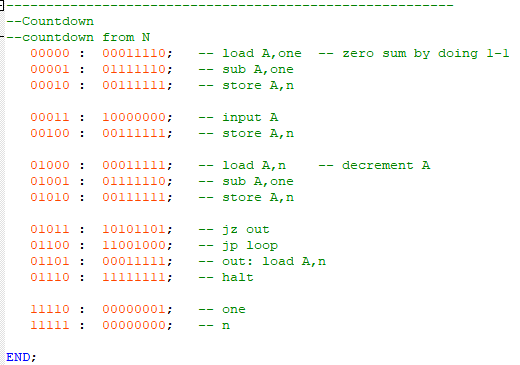 --------------------------------------------------------
--Countdown
--countdown from N
00000 : 00011110; -- load A,one -- zero sum by doing 1-1
00001 : 01111110; -- sub A,one
00010 : 00111111; -- store A,n
00011 : 10000000; -- input A
00100 : 00111111; -- store A,n
01000 : 00011111; -- load A,n -- decrement A
01001 : 01111110; -- sub A,one
01010 : 00111111; -- store A,n
01011 : 10101101; -- jz out
01100 : 11001000; -- jp loop
01101 : 00011111; -- out: load A,n
01110 : 11111111; -- halt
11110 : 00000001; -- one
11111 : 00000000; -- n
END;